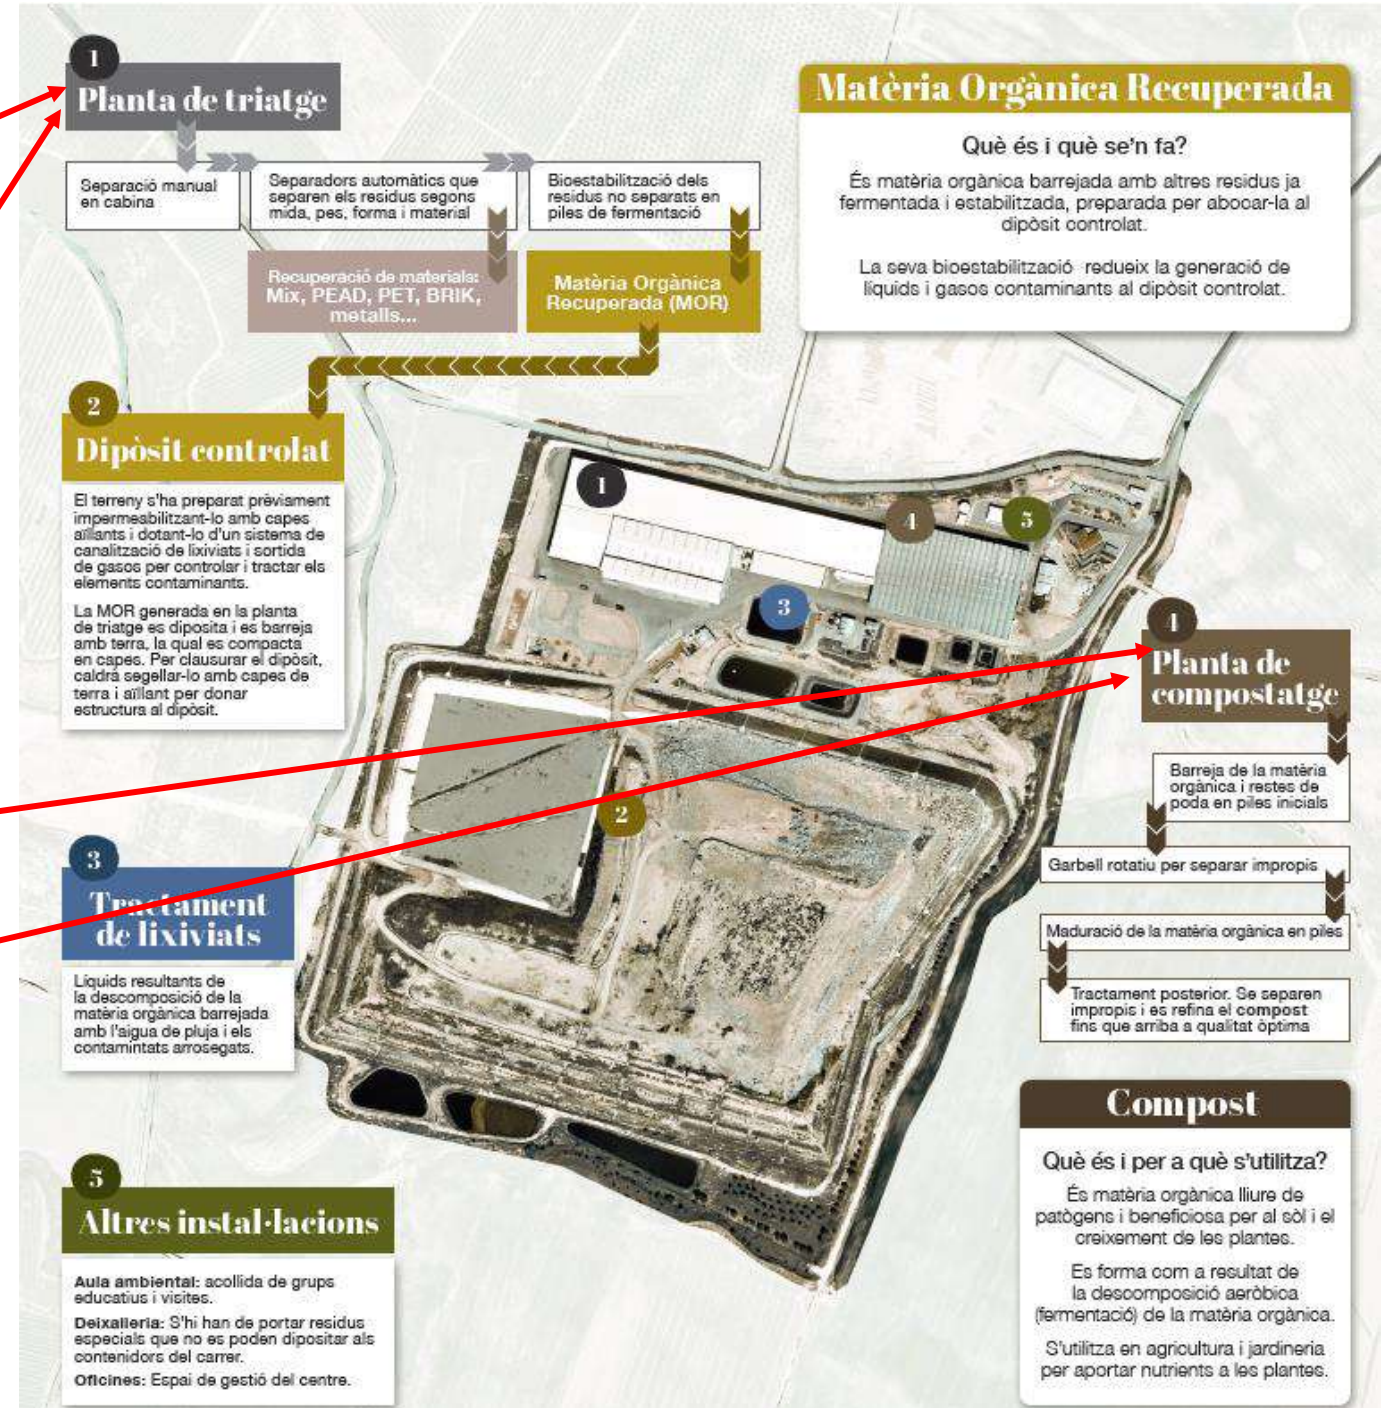 1
Planta de triatge
Separació manual
en cabina
Separadors automàtics que
separen els residus segons
mida, pes, forma i material
Bioestabilització dels
residus no separats en
piles de fermentació
Recuperació de materials:
Mix, PEAD, PET, BRIK,
metalls...
Matèria Orgànica
Recuperada (MOR)
Matèria Orgànica Recuperada
Què és i què se'n fa?
És matèria orgànica barrejada amb altres residus ja
fermentada i estabilitzada, preparada per abocar-la al
dipòsit controlat.
La seva bioestabilització redueix la generació de
líquids i gasos contaminants al dipòsit controlat.
2
Dipòsit controlat
El terreny s'ha preparat prèviament
impermeabilitzant-lo amb capes
aïllants i dotant-lo d'un sistema de
canalització de lixiviats i sortida
de gasos per controlar i tractar els
elements contaminants.
La MOR generada en la planta
de triatge es diposita i es barreja
amb terra, la qual es compacta
en capes. Per clausurar el dipòsit,
caldrà segellar-lo amb capes de
terra i aïllant per donar
estructura al dipòsit.
1
4
5
3
2
3
Tractament
de lixiviats
Líquids resultants de
la descomposició de la
matèria orgànica barrejada
amb l'aigua de pluja i els
contamintats arrosegats.
4
Planta de
compostatge
Barreja de la matèria
orgànica i restes de
poda en piles inicials
Garbell rotatiu per separar impropis
Maduració de la matèria orgànica en piles
Tractament posterior. Se separen
impropis i es refina el compost
fins que arriba a qualitat òptima
5
Altres instal·lacions
Aula ambiental: acollida de grups
educatius i visites.
Deixalleria: S'hi han de portar residus
especials que no es poden dipositar als
contenidors del carrer.
Oficines: Espai de gestió del centre.
Compost
Què és i per a què s'utilitza?
És matèria orgànica lliure de
patògens i beneficiosa per al sòl i el
creixement de les plantes.
Es forma com a resultat de
la descomposició aeròbica
(fermentació) de la matèria orgànica.
S'utilitza en agricultura i jardineria
per aportar nutrients a les plantes.